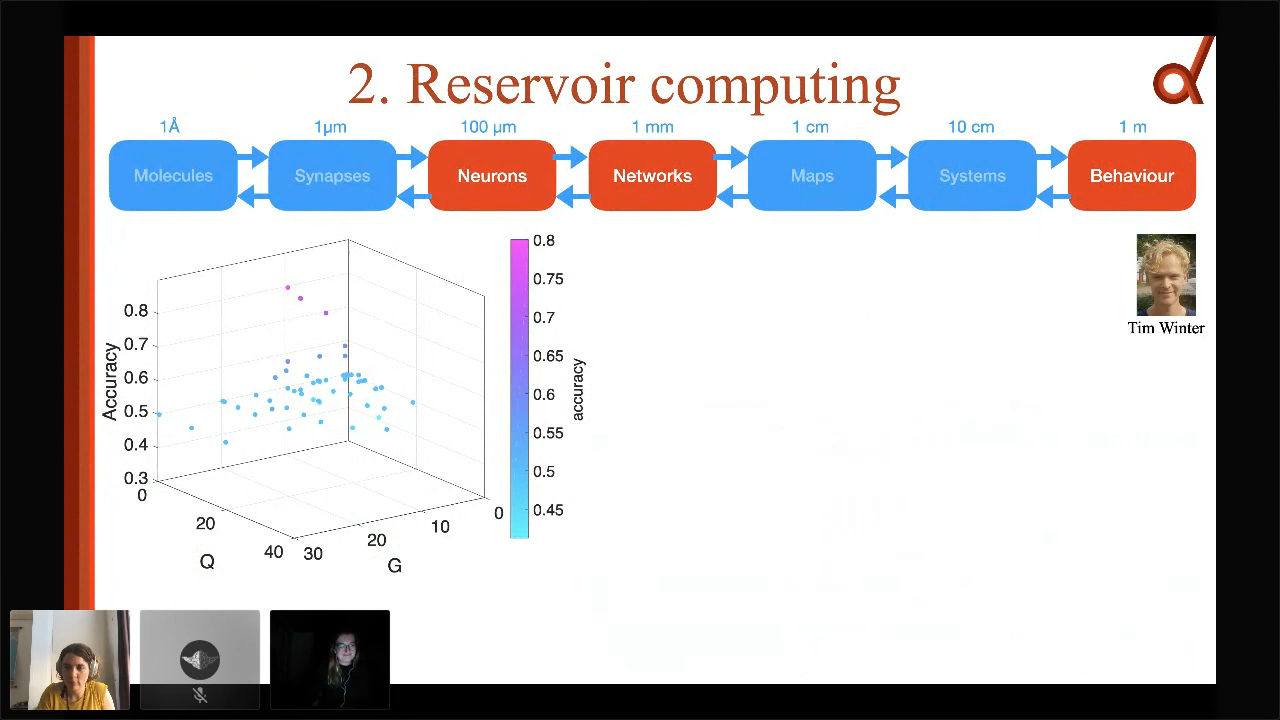 2. Reservoir computing
1Å
1μm
100 μm
1 mm
1 cm
10 cm
1 m
Molecules
Synapses
Neurons
Networks
Maps
Systems
Behaviour
Tim Winter
0.8
0.7
0.6
0.5
0.4
0.3
Accuracy
0
20
40
Q
30
20
10
0
G
0.8
0.75
0.7
0.65
0.6
0.55
0.5
0.45
accuracy